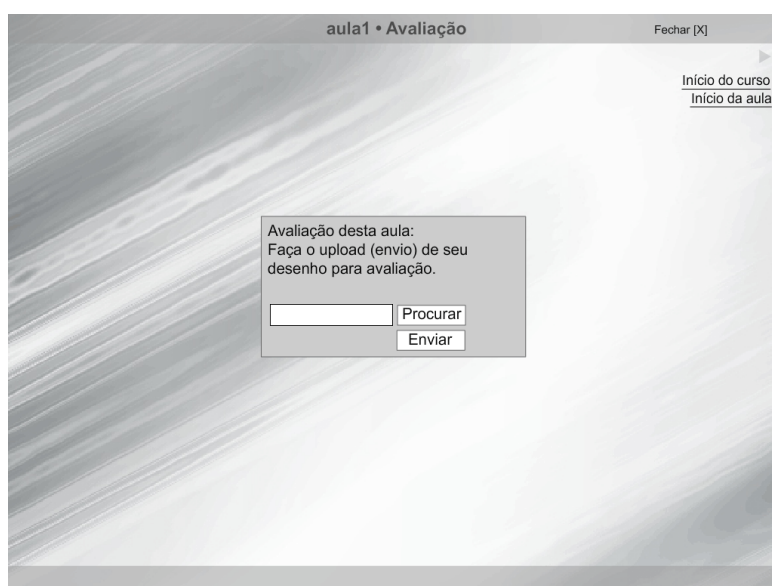 aula1 • Avaliação
Fechar [X]
Início do curso
Início da aula
Avaliação desta aula:
Faça o upload (envio) de seu
desenho para avaliação.
Procurar
Enviar